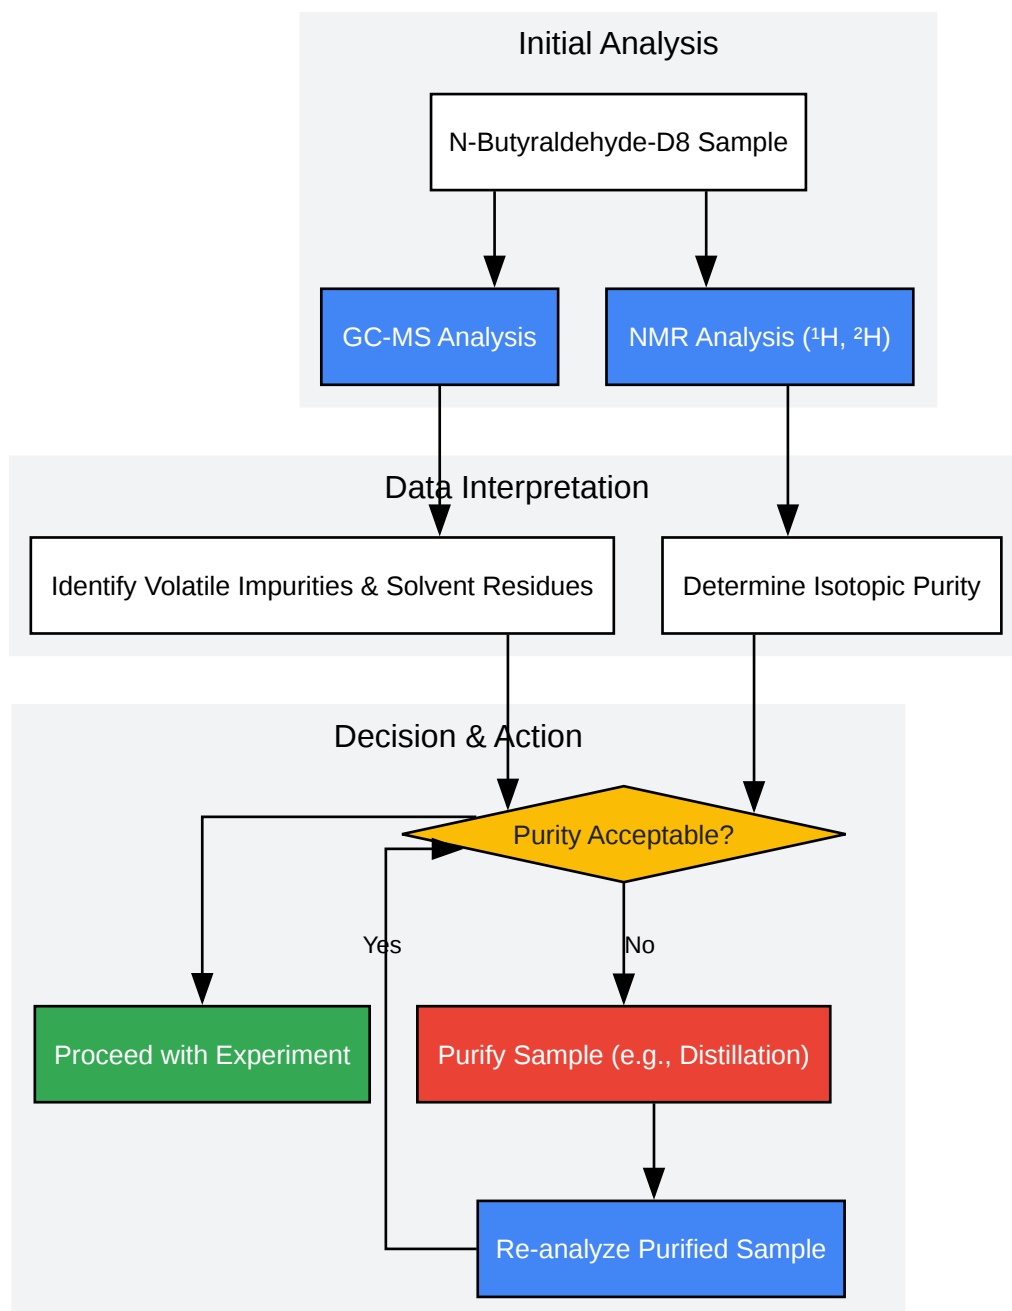 Initial Analysis
N-Butyraldehyde-D8 Sample
GC-MS Analysis
NMR Analysis (¹H, ²H)
Data Interpretation
Identify Volatile Impurities & Solvent Residues
Determine Isotopic Purity
Decision & Action
Purity Acceptable?
Yes
No
Proceed with Experiment
Purify Sample (e.g., Distillation)
Re-analyze Purified Sample